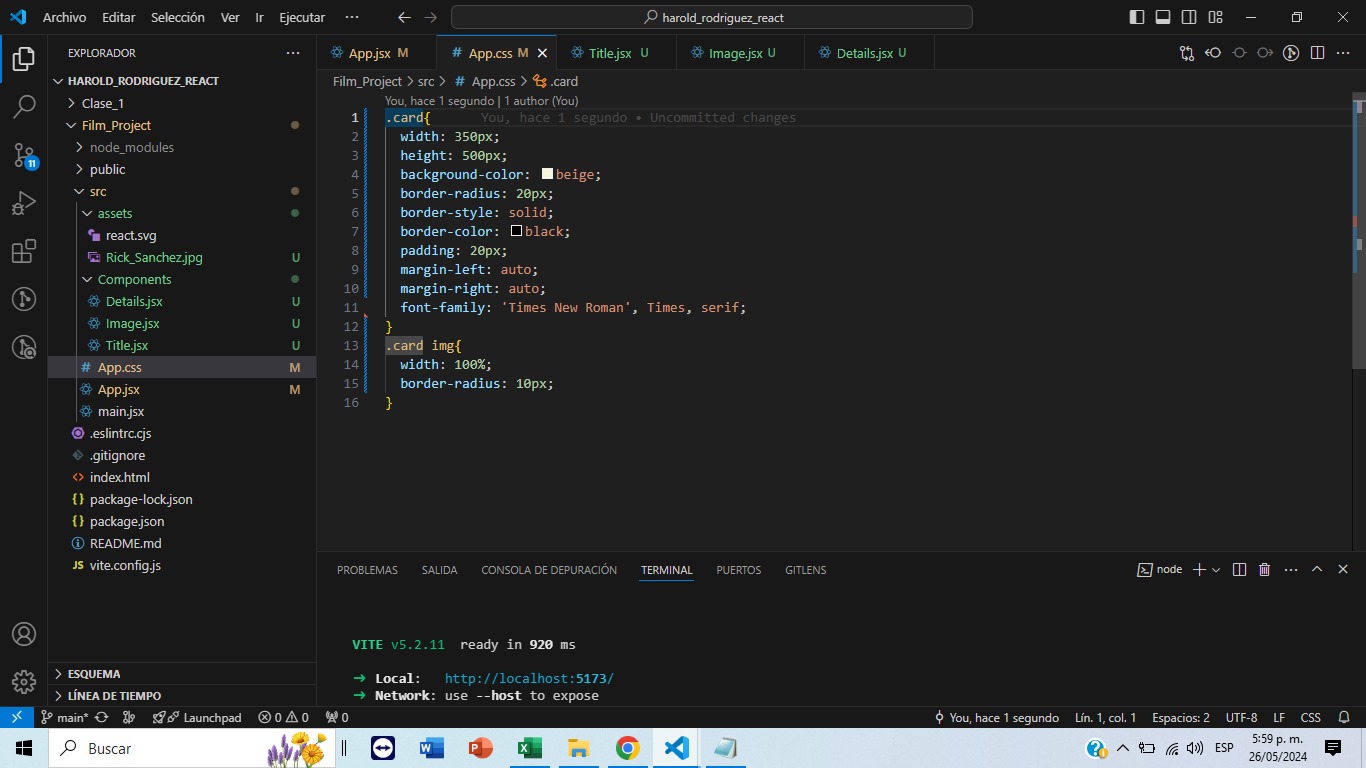 Archivo Editar Selección Ver Ir Ejecutar ··· harold_rodriguez_react
EXPLORADOR ···
HAROLD_RODRIGUEZ_REACT
Clase_1
Film_Project
node_modules
public
src
assets
react.svg
Rick_Sanchez.jpg U
Components
Details.jsx U
Image.jsx U
Title.jsx U
# App.css M
App.jsx M
main.jsx
.eslintrc.cjs
.gitignore
index.html
{} package-lock.json
{} package.json
README.md
JS vite.config.js
ESQUEMA
LÍNEA DE TIEMPO
11
App.jsx M # App.css M Title.jsx U Image.jsx U Details.jsx U
Film_Project > src > # App.css > .card
You, hace 1 segundo | 1 author (You)
1 .card{ You, hace 1 segundo • Uncommitted changes
2 width: 350px;
3 height: 500px;
4 background-color: beige;
5 border-radius: 20px;
6 border-style: solid;
7 border-color: black;
8 padding: 20px;
9 margin-left: auto;
10 margin-right: auto;
11 font-family: 'Times New Roman', Times, serif;
12 }
13 .card img{
14 width: 100%;
15 border-radius: 10px;
16 }
PROBLEMAS SALIDA CONSOLA DE DEPURACIÓN TERMINAL PUERTOS GITLENS node
VITE v5.2.11 ready in 920 ms
➜ Local: http://localhost:5173/
➜ Network: use --host to expose
main* Launchpad 0 0 0 You, hace 1 segundo Lín. 1, col. 1 Espacios: 2 UTF-8 LF CSS
Buscar ESP 5:59 p. m.
26/05/2024